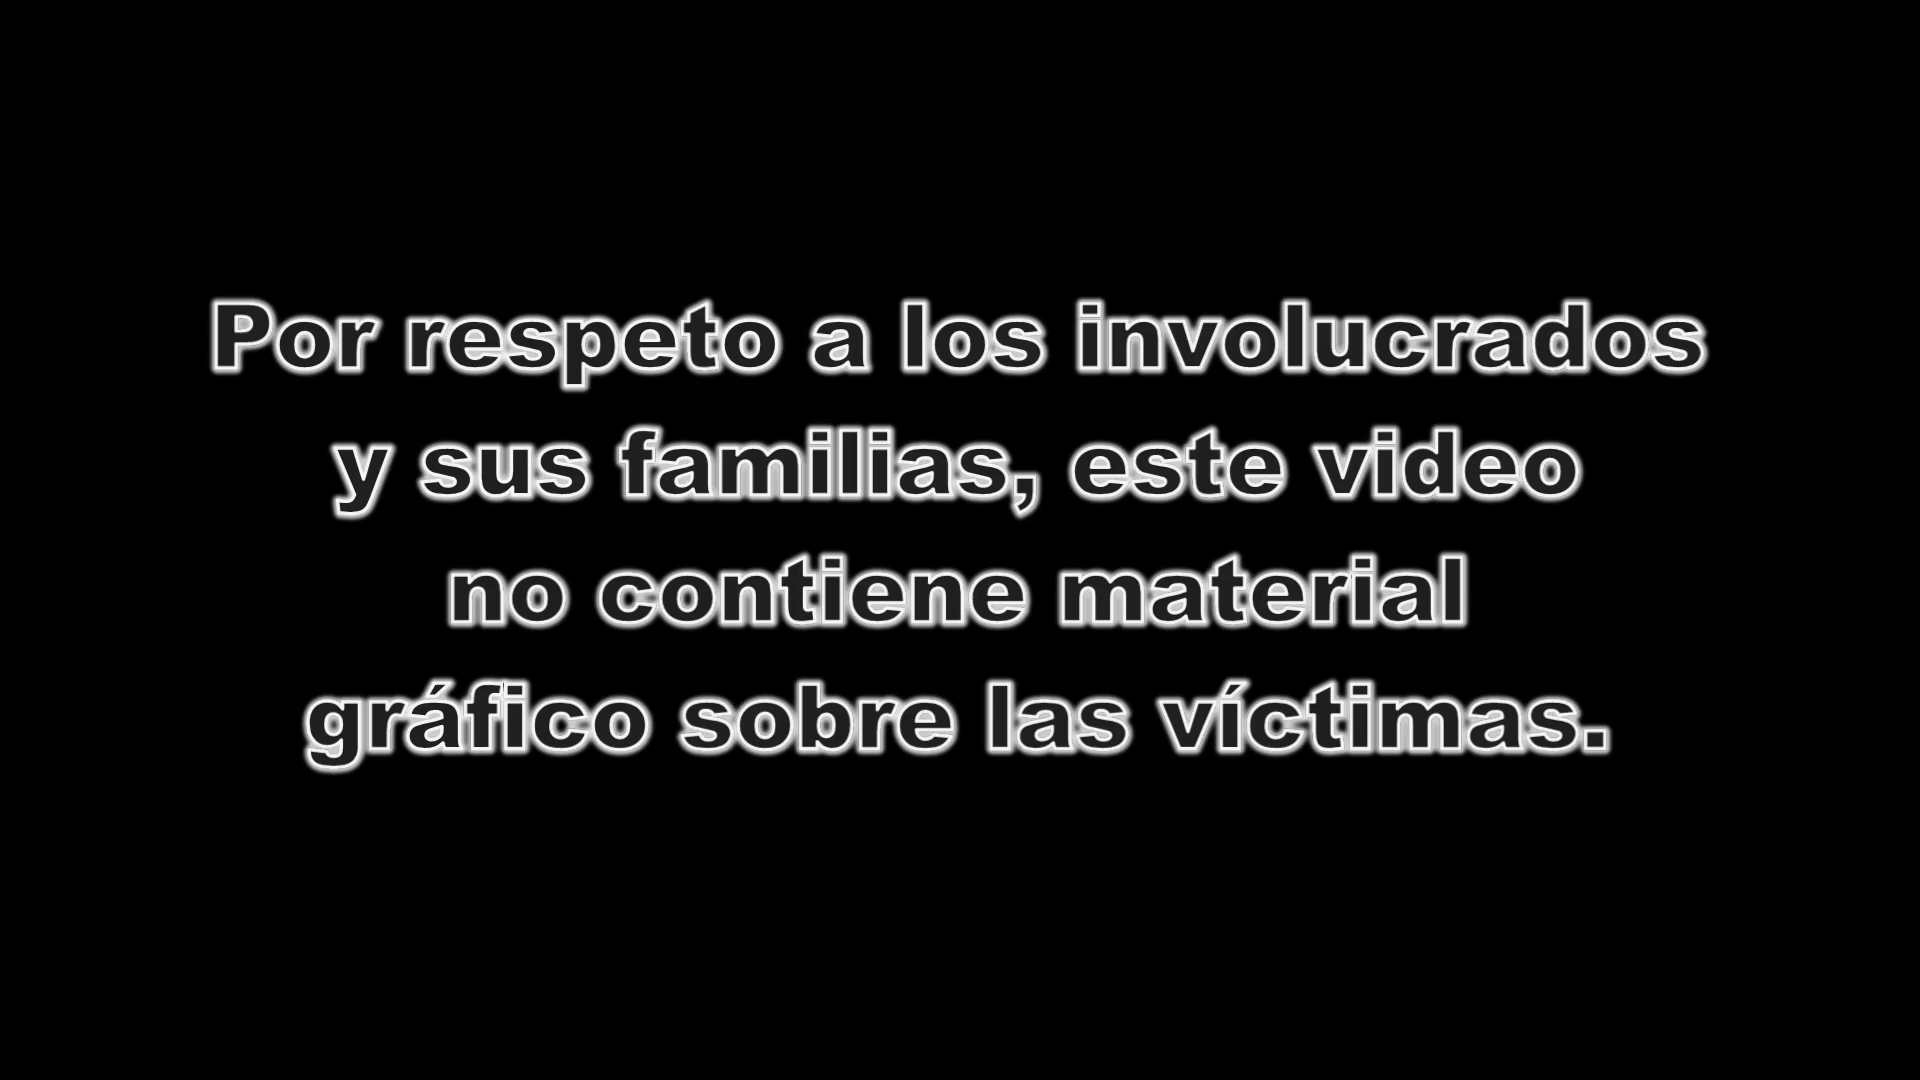 Por respeto a los involucrados
y sus familias, este video
no contiene material
gráfico sobre las víctimas.